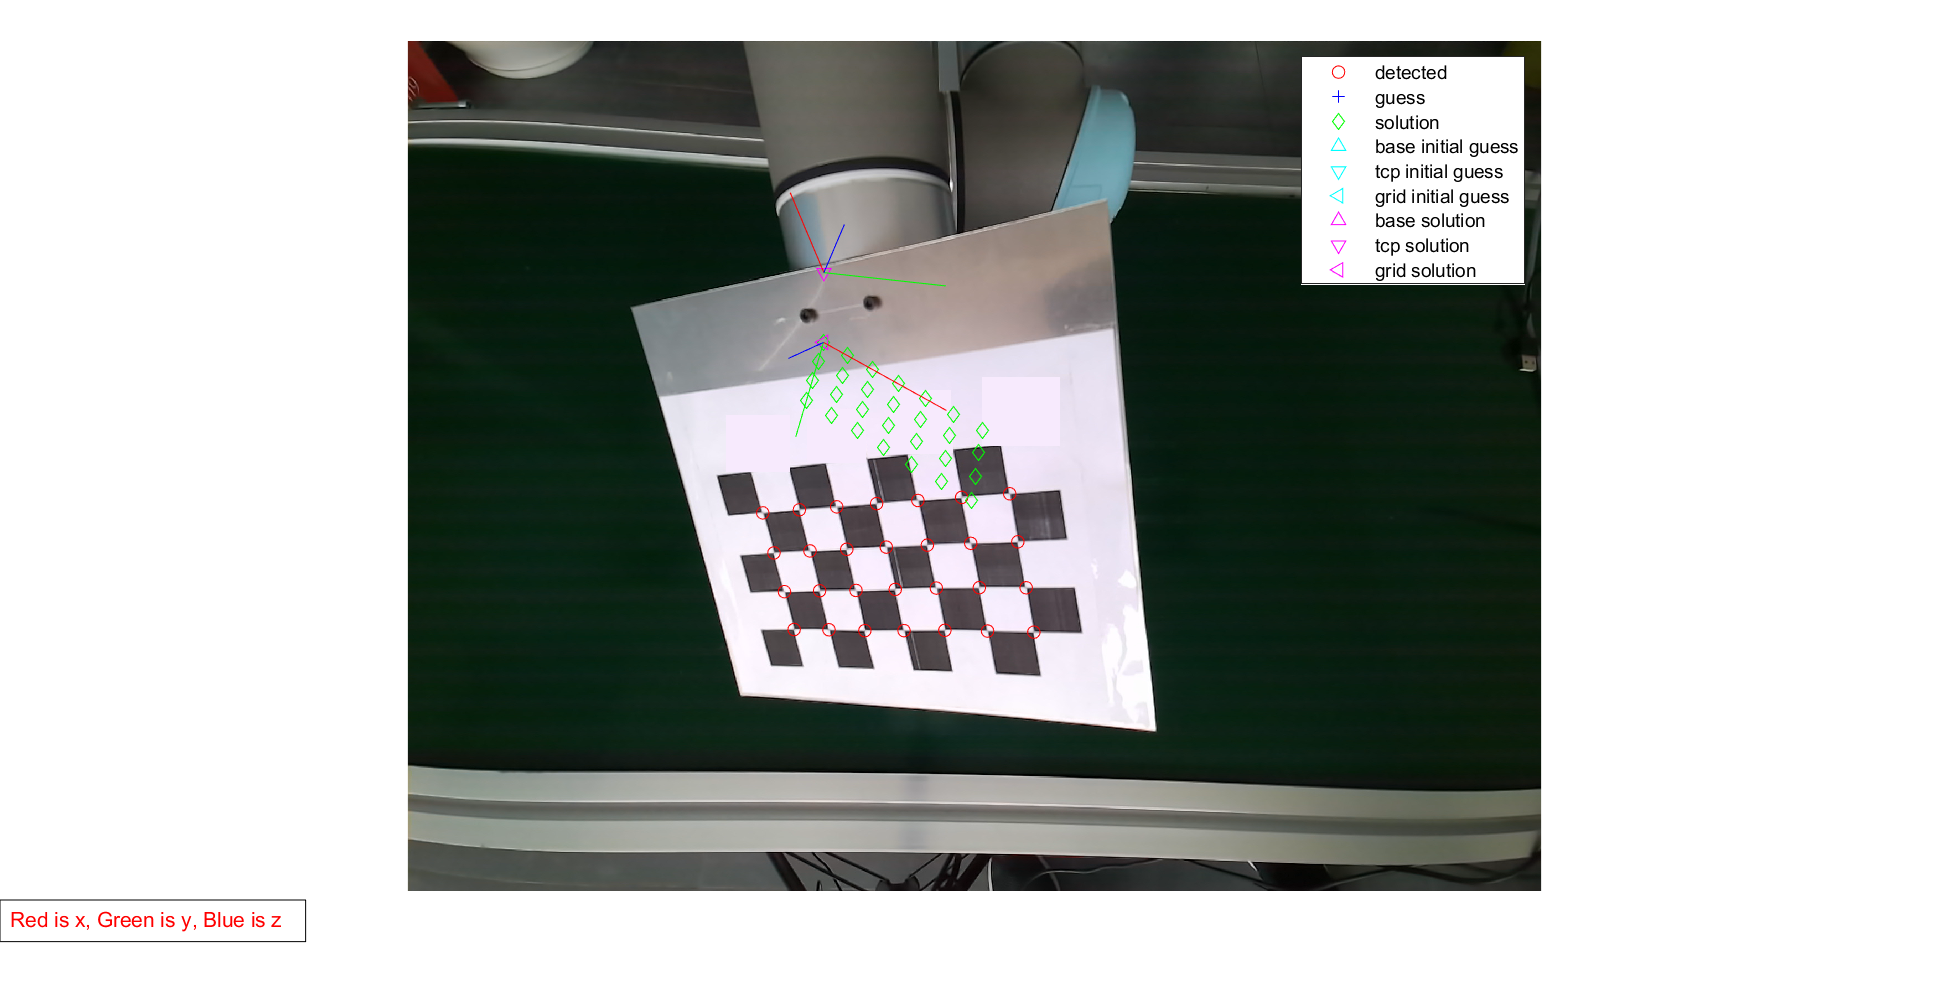 detected
guess
solution
base initial guess
tcp initial guess
grid initial guess
base solution
tcp solution
grid solution
Red is x, Green is y, Blue is z